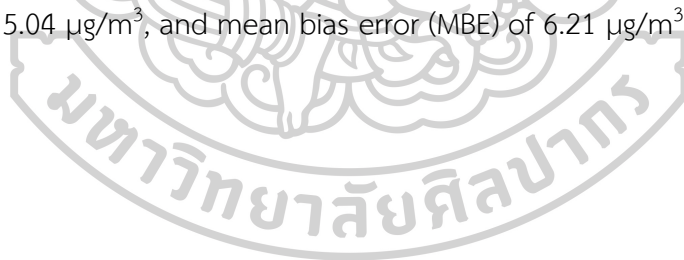 5.04 µg/m³, and mean bias error (MBE) of 6.21 µg/m³
มหาวิทยาลัยศิลปากร